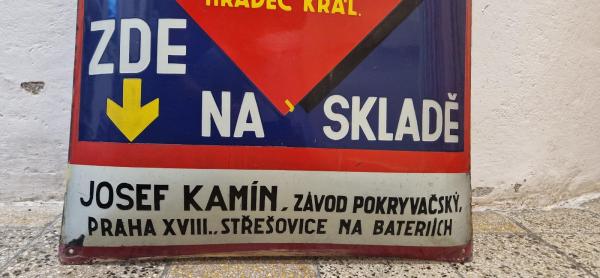 HRADEC KRÁL.
ZDE
NA SKLADĚ
JOSEF KAMÍN, ZÁVOD POKRYVAČSKÝ,
PRAHA XVIII., STŘEŠOVICE NA BATERIÍCH